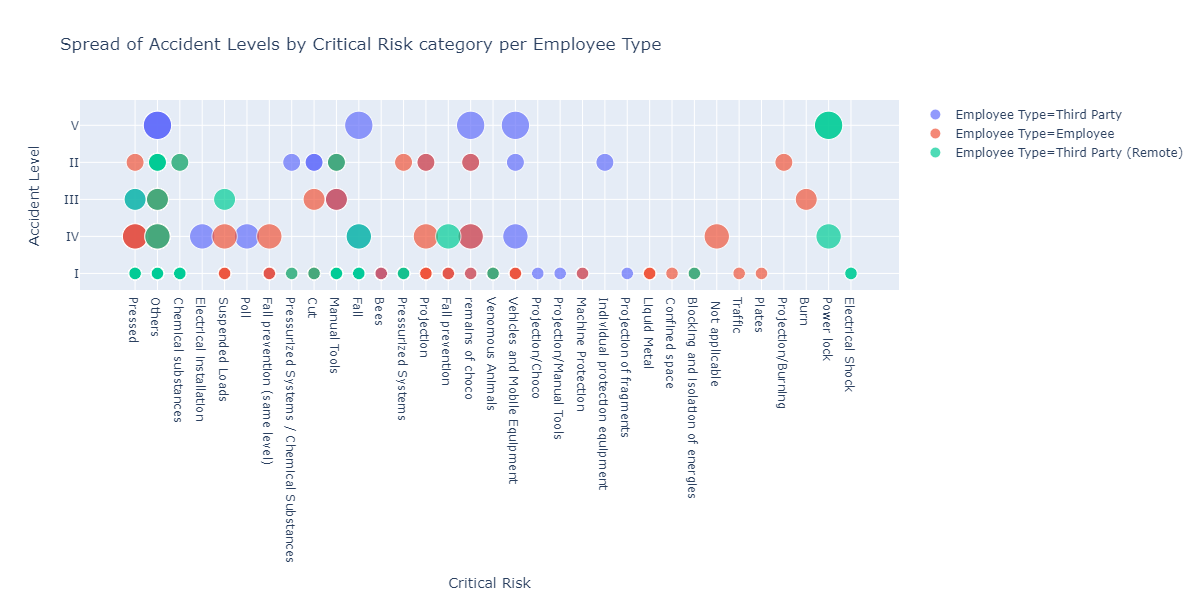 Spread of Accident Levels by Critical Risk category per Employee Type
Employee Type=Third Party
Employee Type=Employee
Employee Type=Third Party (Remote)
Accident Level
V
II
III
IV
I
Pressed
Others
Chemical substances
Electrical installation
Suspended Loads
Poll
Fall prevention (same level)
Pressurized Systems / Chemical Substances
Cut
Manual Tools
Fall
Bees
Pressurized Systems
Projection
Fall prevention
remains of choco
Venomous Animals
Vehicles and Mobile Equipment
Projection/Choco
Projection/Manual Tools
Machine Protection
Individual protection equipment
Projection of fragments
Liquid Metal
Confined space
Blocking and isolation of energies
Not applicable
Traffic
Plates
Projection/Burning
Burn
Power lock
Electrical Shock
Critical Risk